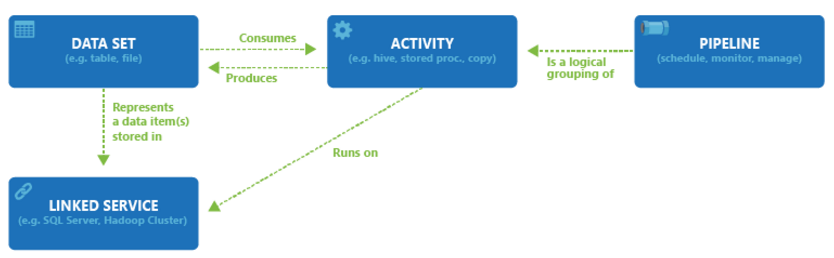 DATA SET
(e.g. table, file)
Consumes
Produces
ACTIVITY
(e.g. hive, stored proc., copy)
Is a logical
grouping of
PIPELINE
(schedule, monitor, manage)
Represents
a data item(s)
stored in
Runs on
LINKED SERVICE
(e.g. SQL Server, Hadoop Cluster)